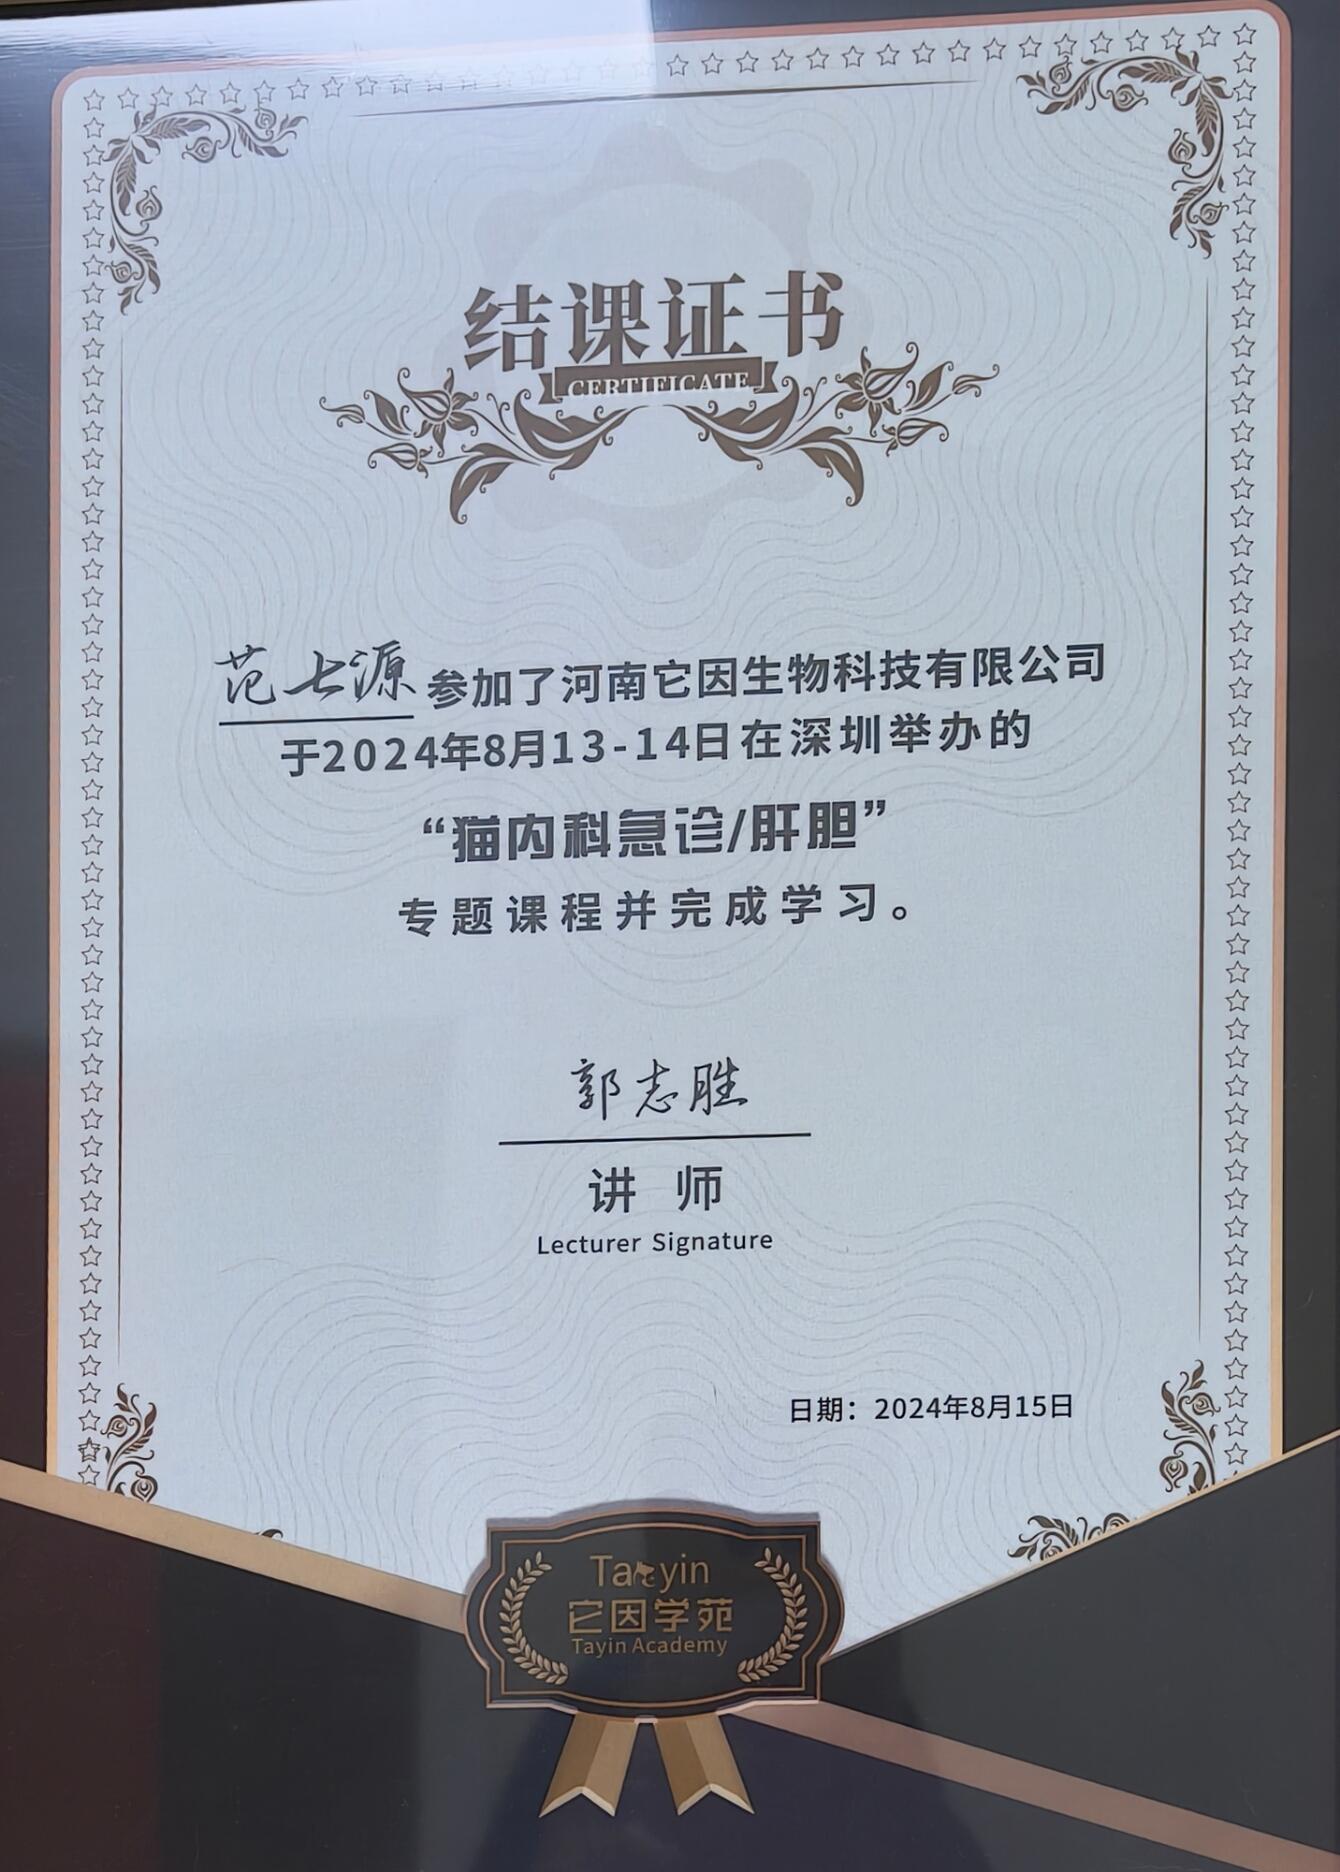 结课证书
CERTIFICATE
范士源 参加了河南它因生物科技有限公司
于2024年8月13-14日在深圳举办的
“猫内科急诊/肝胆”
专题课程并完成学习。
郭志胜
讲 师
Lecturer Signature
日期：2024年8月15日
Tayin
它因学苑
Tayin Academy